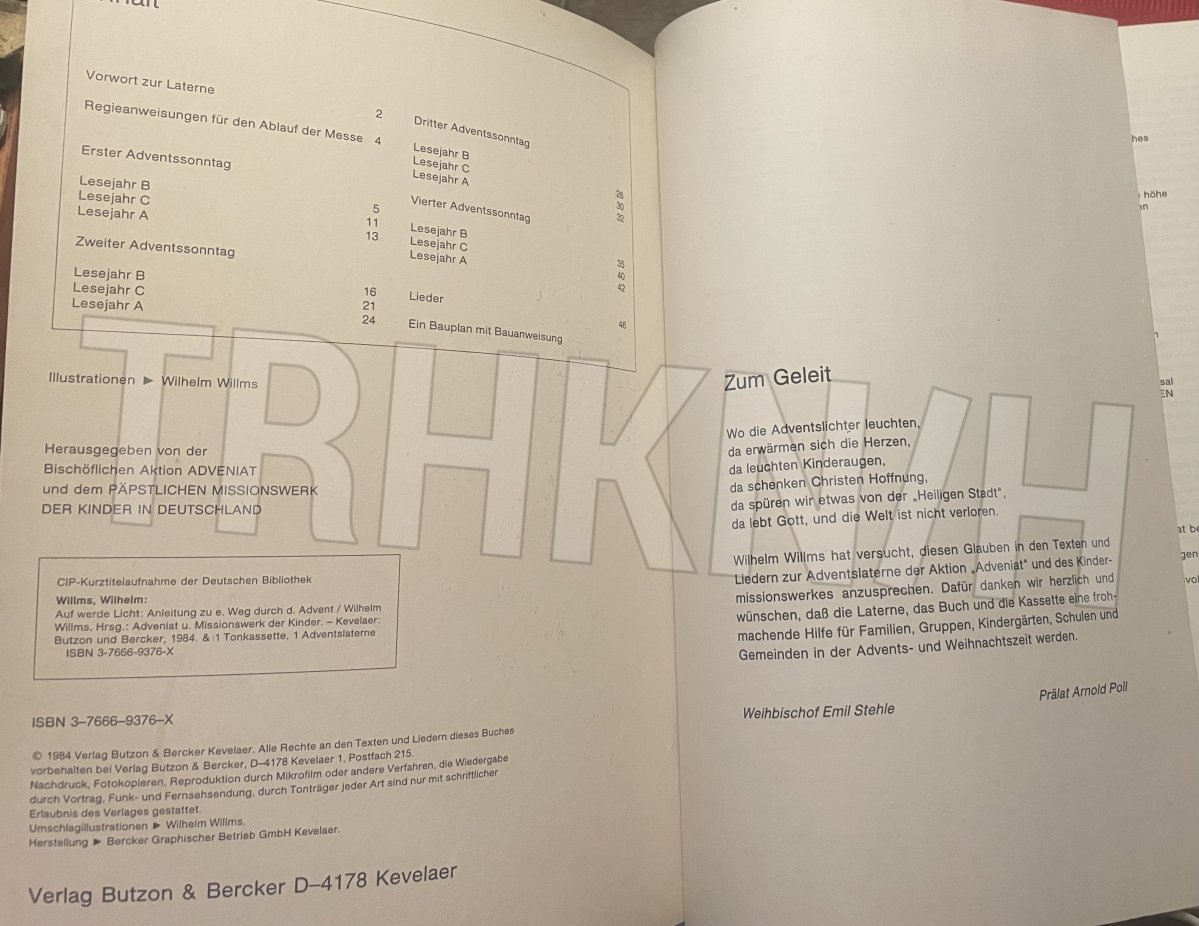 Inhalt
Vorwort zur Laterne 2
Regieanweisungen für den Ablauf der Messe 4
Erster Adventssonntag
Lesejahr B 5
Lesejahr C 11
Lesejahr A 13
Zweiter Adventssonntag
Lesejahr B 16
Lesejahr C 21
Lesejahr A 24
Dritter Adventssonntag
Lesejahr B 26
Lesejahr C 30
Lesejahr A 32
Vierter Adventssonntag
Lesejahr B 35
Lesejahr C 40
Lesejahr A 42
Lieder 46
Ein Bauplan mit Bauanweisung
Illustrationen ► Wilhelm Willms
Herausgegeben von der
Bischöflichen Aktion ADVENIAT
und dem PÄPSTLICHEN MISSIONSWERK
DER KINDER IN DEUTSCHLAND
CIP-Kurztitelaufnahme der Deutschen Bibliothek
Willms, Wilhelm:
Auf werde Licht: Anleitung zu e. Weg durch d. Advent / Wilhelm
Willms. Hrsg.: Adveniat u. Missionswerk der Kinder. – Kevelaer:
Butzon und Bercker, 1984. & 1 Tonkassette, 1 Adventslaterne
ISBN 3-7666-9376-X
ISBN 3–7666–9376–X
© 1984 Verlag Butzon & Bercker Kevelaer. Alle Rechte an den Texten und Liedern dieses Buches
vorbehalten bei Verlag Butzon & Bercker, D–4178 Kevelaer 1, Postfach 215.
Nachdruck, Fotokopieren, Reproduktion durch Mikrofilm oder andere Verfahren, die Wiedergabe
durch Vortrag, Funk- und Fernsehsendung, durch Tonträger jeder Art sind nur mit schriftlicher
Erlaubnis des Verlages gestattet.
Umschlagillustrationen ► Wilhelm Willms.
Herstellung ► Bercker Graphischer Betrieb GmbH Kevelaer.
Verlag Butzon & Bercker D–4178 Kevelaer
Zum Geleit
Wo die Adventslichter leuchten,
da erwärmen sich die Herzen,
da leuchten Kinderaugen,
da schenken Christen Hoffnung,
da spüren wir etwas von der „Heiligen Stadt“,
da lebt Gott, und die Welt ist nicht verloren.
Wilhelm Willms hat versucht, diesen Glauben in den Texten und
Liedern zur Adventslaterne der Aktion „Adveniat“ und des Kinder-
missionswerkes anzusprechen. Dafür danken wir herzlich und
wünschen, daß die Laterne, das Buch und die Kassette eine froh-
machende Hilfe für Familien, Gruppen, Kindergärten, Schulen und
Gemeinden in der Advents- und Weihnachtszeit werden.
Prälat Arnold Poll
Weihbischof Emil Stehle
TRHKNVH
hes
höhe
sal
EN
at be
gen